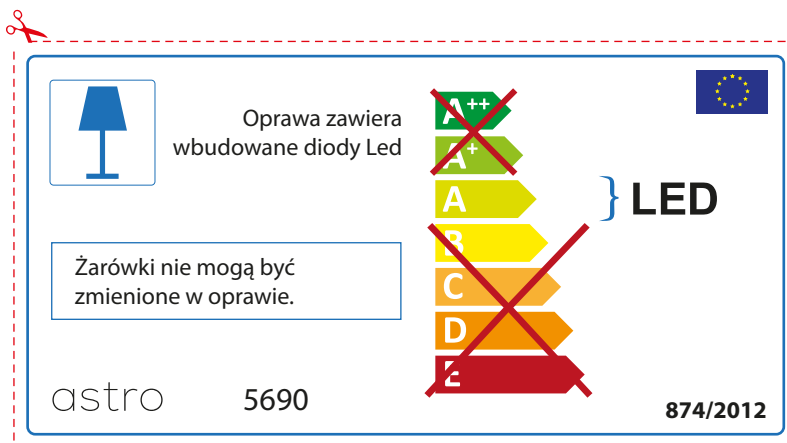 Oprawa zawiera
wbudowane diody Led
A++
A+
A
B
C
D
E
LED
Żarówki nie mogą być
zmienione w oprawie.
astro
5690
874/2012